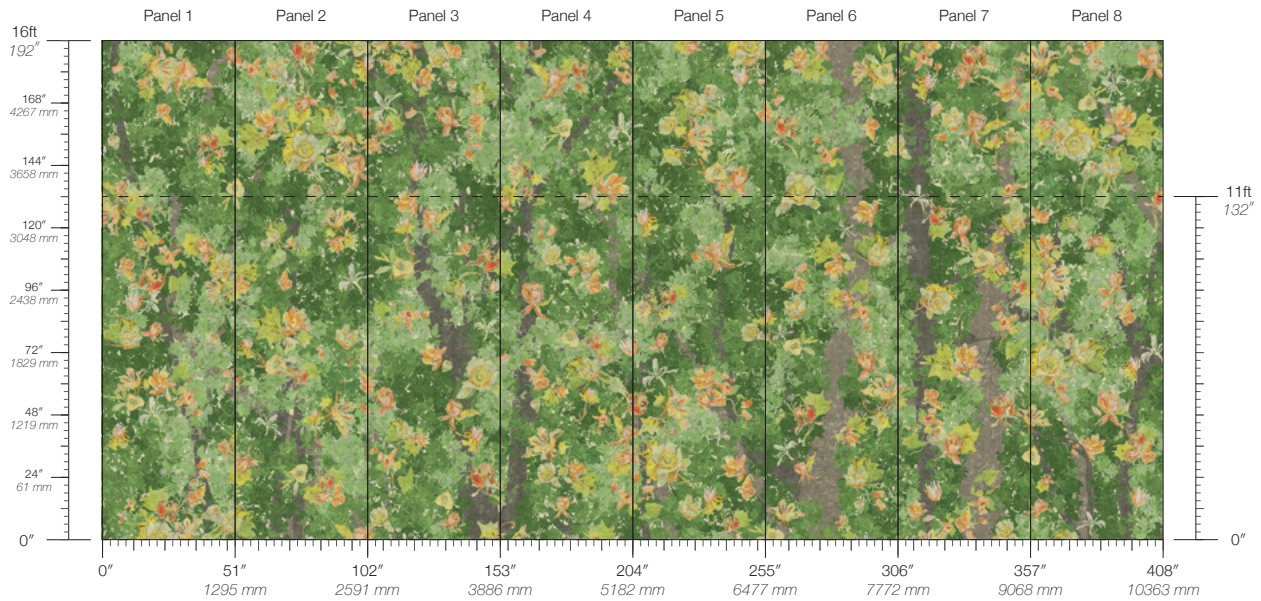 Panel 1 Panel 2 Panel 3 Panel 4 Panel 5 Panel 6 Panel 7 Panel 8
16ft
192″
168″
4267 mm
144″
3658 mm
11ft
132″
120″
3048 mm
96″
2438 mm
72″
1829 mm
48″
1219 mm
24″
61 mm
0″ 0″
0″ 51″ 102″ 153″ 204″ 255″ 306″ 357″ 408″
1295 mm 2591 mm 3886 mm 5182 mm 6477 mm 7772 mm 9068 mm 10363 mm